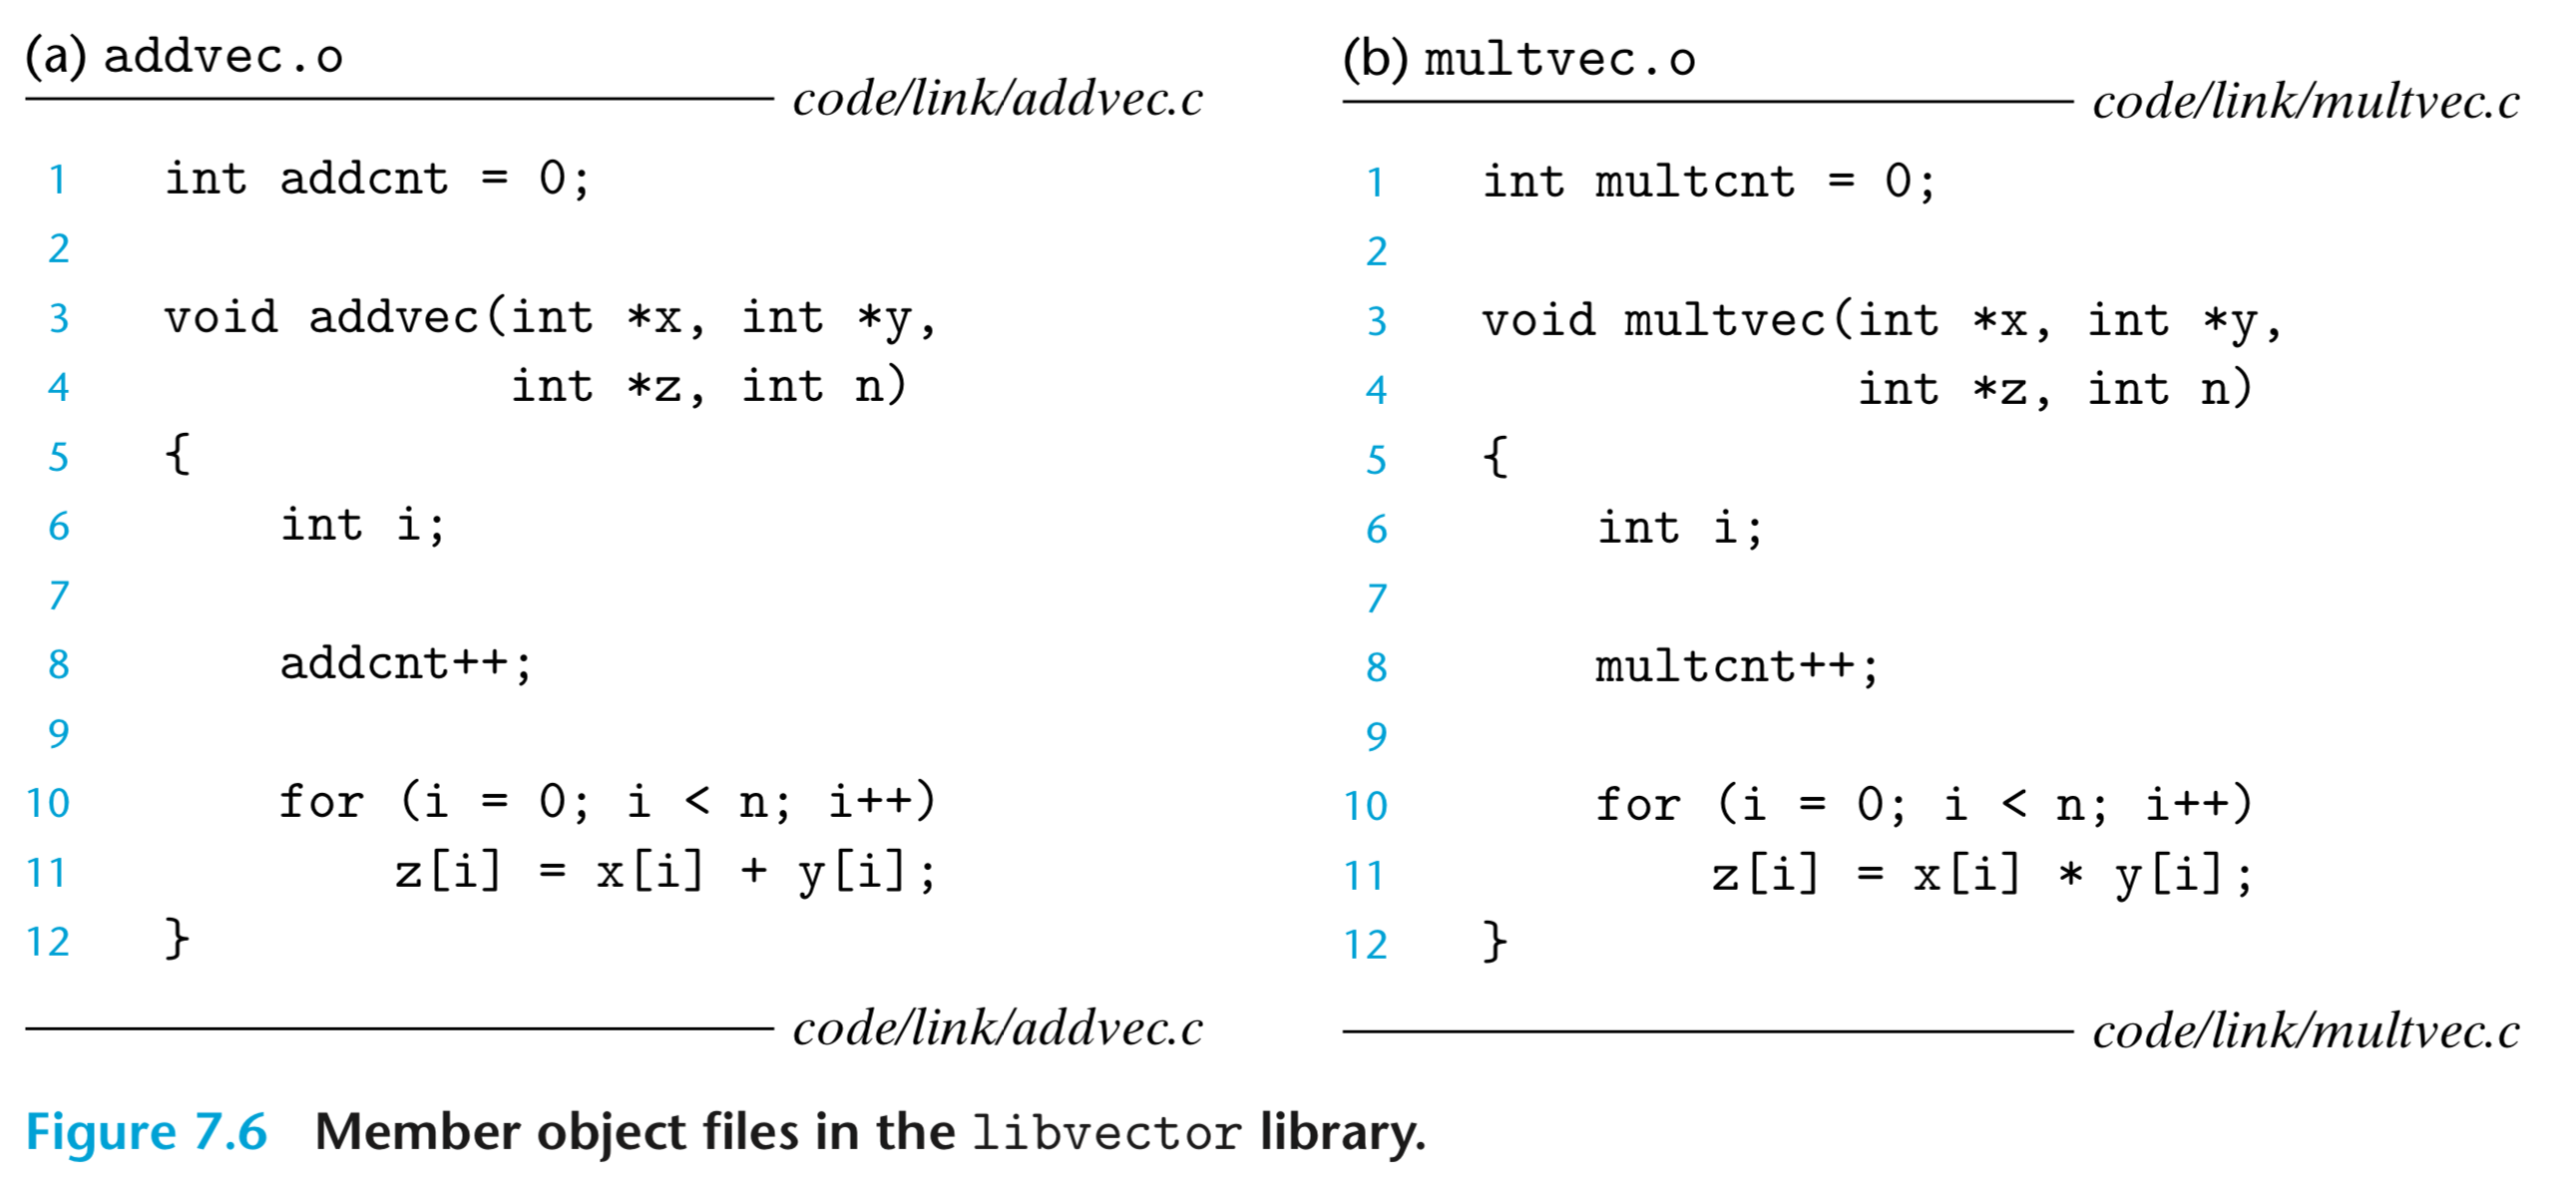 (a) addvec.o
code/link/addvec.c
1 int addcnt = 0;
2
3 void addvec(int *x, int *y,
4 int *z, int n)
5 {
6 int i;
7
8 addcnt++;
9
10 for (i = 0; i < n; i++)
11 z[i] = x[i] + y[i];
12 }
code/link/addvec.c
(b) multvec.o
code/link/multvec.c
1 int multcnt = 0;
2
3 void multvec(int *x, int *y,
4 int *z, int n)
5 {
6 int i;
7
8 multcnt++;
9
10 for (i = 0; i < n; i++)
11 z[i] = x[i] * y[i];
12 }
code/link/multvec.c
Figure 7.6 Member object files in the libvector library.